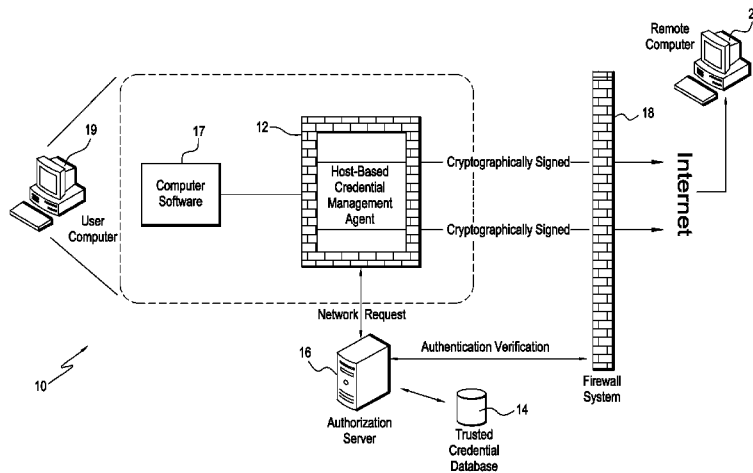 Remote
Computer
2
12
18
17
19
Computer
Software
Host-Based
Credential
Management
Agent
Cryptographically Signed
Cryptographically Signed
Internet
User
Computer
Network Request
16
Authentication Verification
10
Firewall
System
14
Authorization
Server
Trusted
Credential
Database